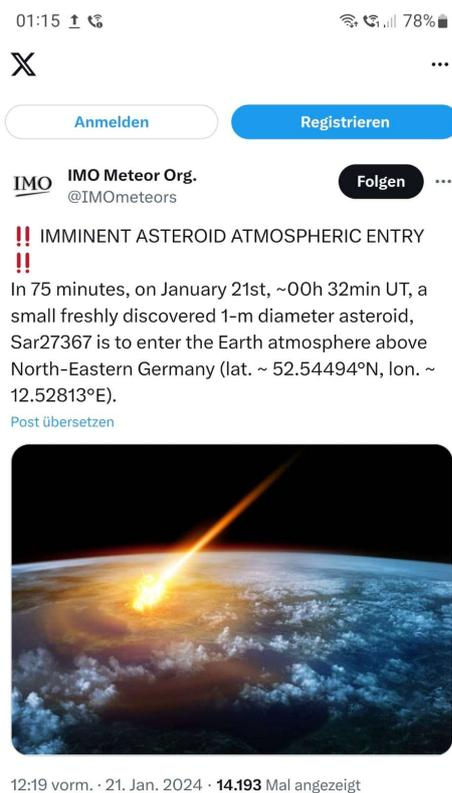 01:15 78%
X
Anmelden Registrieren
IMO IMO Meteor Org. Folgen
@IMOmeteors
‼️ IMMINENT ASTEROID ATMOSPHERIC ENTRY
‼️
In 75 minutes, on January 21st, ~00h 32min UT, a
small freshly discovered 1-m diameter asteroid,
Sar27367 is to enter the Earth atmosphere above
North-Eastern Germany (lat. ~ 52.54494°N, lon. ~
12.52813°E).
Post übersetzen
12:19 vorm. · 21. Jan. 2024 · 14.193 Mal angezeigt